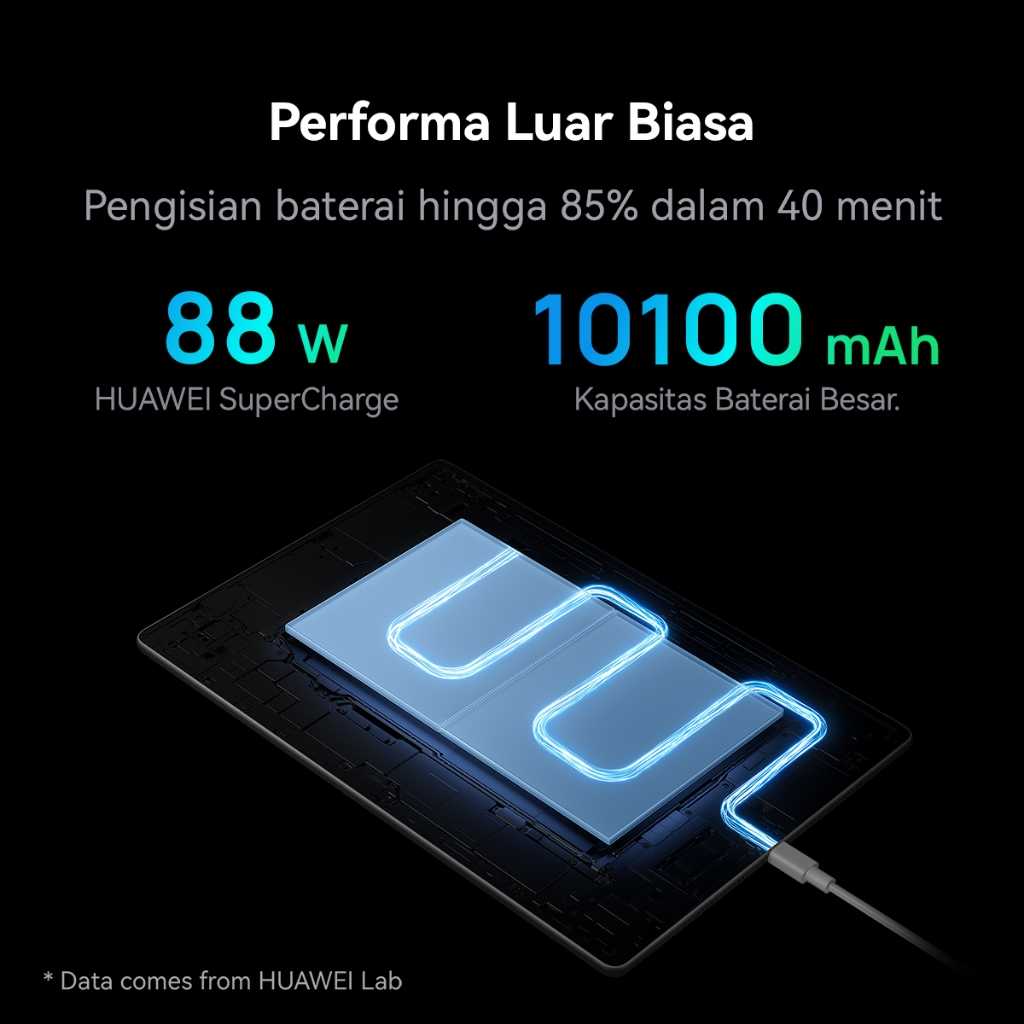 Performa Luar Biasa
Pengisian baterai hingga 85% dalam 40 menit
88 W
HUAWEI SuperCharge
10100 mAh
Kapasitas Baterai Besar.
* Data comes from HUAWEI Lab